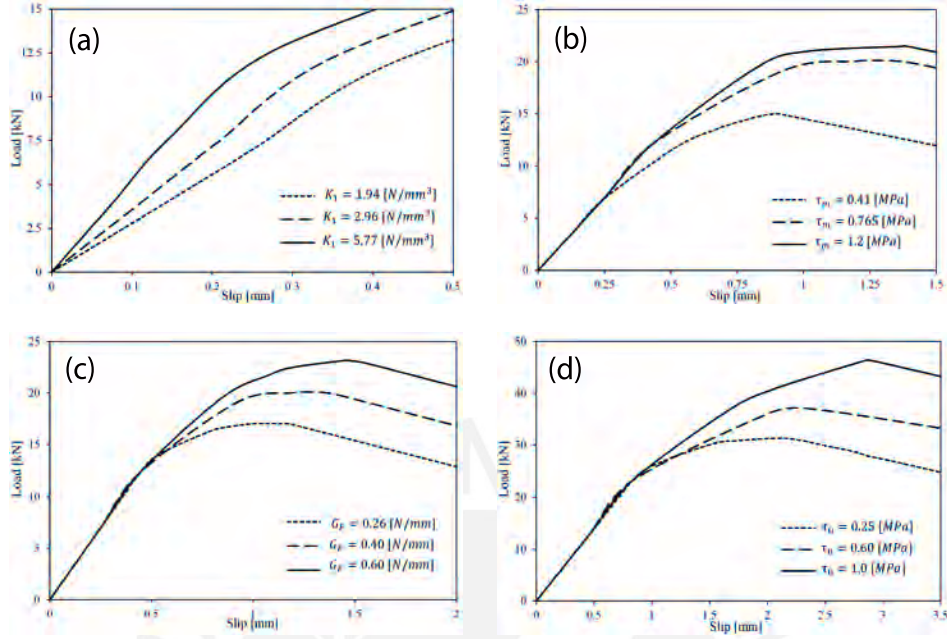 (a)
Load [kN]
15
12.5
10
7.5
5
2.5
0
K₁ = 1.94 [N/mm³]
K₁ = 2.96 [N/mm³]
K₁ = 5.77 [N/mm³]
0 0.1 0.2 0.3 0.4 0.5
Slip [mm]
(b)
Load [kN]
25
20
15
10
5
0
τₘ = 0.41 [MPa]
τₘ = 0.765 [MPa]
τₘ = 1.2 [MPa]
0 0.25 0.5 0.75 1 1.25 1.5
Slip [mm]
(c)
Load [kN]
25
20
15
10
5
0
G_F = 0.26 [N/mm]
G_F = 0.40 [N/mm]
G_F = 0.60 [N/mm]
0 0.5 1 1.5 2
Slip [mm]
(d)
Load [kN]
50
40
30
20
10
0
τ₀ = 0.25 [MPa]
τ₀ = 0.60 [MPa]
τ₀ = 1.0 [MPa]
0 0.5 1 1.5 2 2.5 3 3.5
Slip [mm]